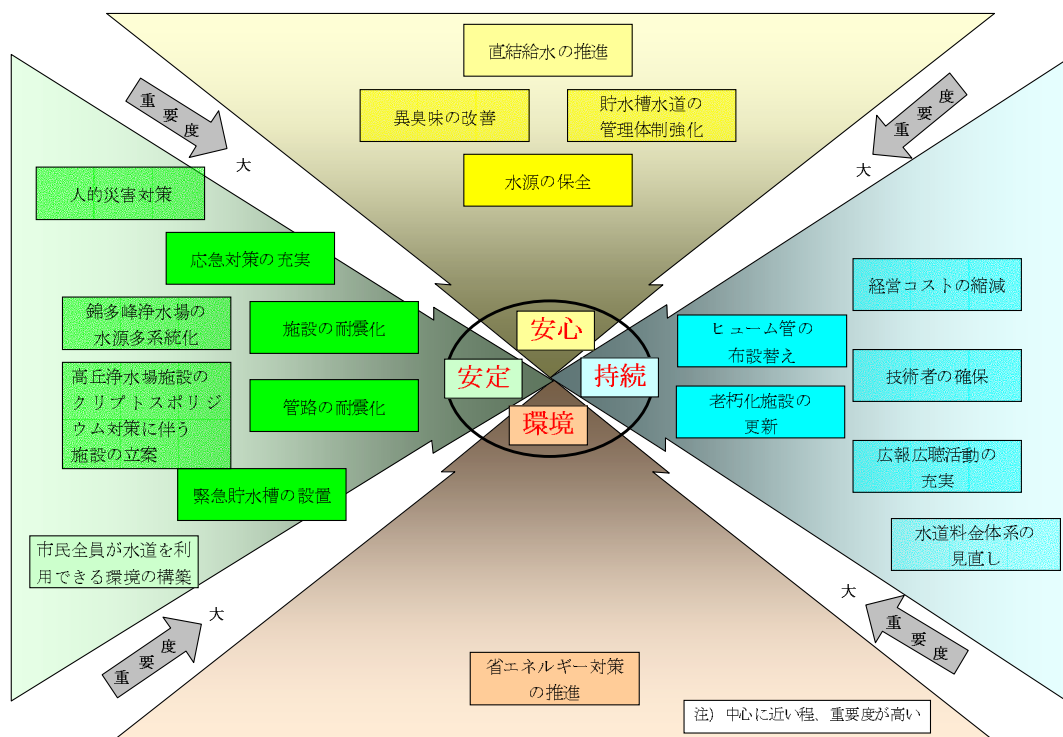 直結給水の推進
異臭味の改善
貯水槽水道の
管理体制強化
水源の保全
重要度
大
重要度
大
人的災害対策
応急対策の充実
錦多峰浄水場の
水源多系統化
施設の耐震化
高丘浄水場施設の
クリプトスポリジ
ウム対策に伴う
施設の立案
管路の耐震化
緊急貯水槽の設置
市民全員が水道を利
用できる環境の構築
安心
安定
持続
環境
ヒューム管の
布設替え
老朽化施設の
更新
経営コストの縮減
技術者の確保
広報広聴活動の
充実
水道料金体系の
見直し
大
重要度
大
重要度
省エネルギー対策
の推進
注）中心に近い程、重要度が高い